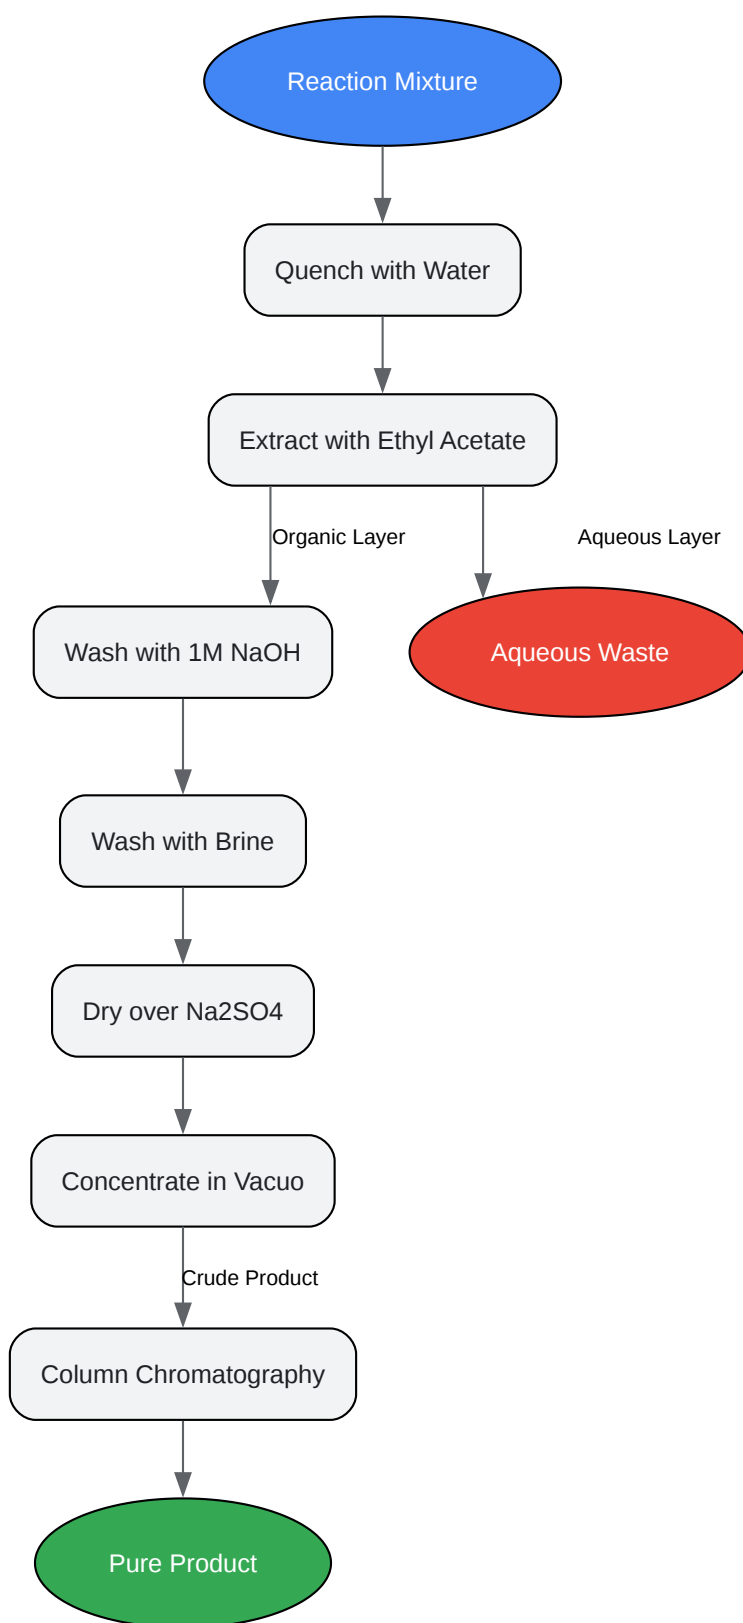 Reaction Mixture
Quench with Water
Extract with Ethyl Acetate
Organic Layer
Aqueous Layer
Wash with 1M NaOH
Aqueous Waste
Wash with Brine
Dry over Na2SO4
Concentrate in Vacuo
Crude Product
Column Chromatography
Pure Product